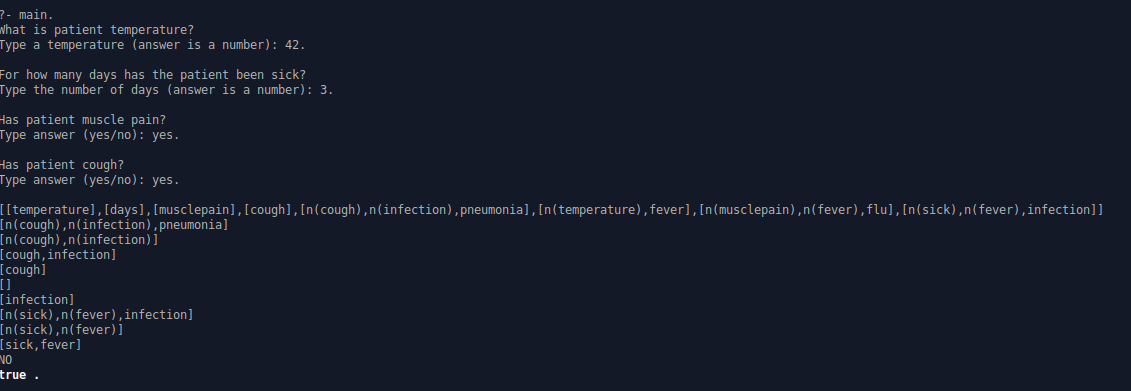 ?- main.
What is patient temperature?
Type a temperature (answer is a number): 42.
For how many days has the patient been sick?
Type the number of days (answer is a number): 3.
Has patient muscle pain?
Type answer (yes/no): yes.
Has patient cough?
Type answer (yes/no): yes.
[[temperature],[days],[musclepain],[cough],[n(cough),n(infection),pneumonia],[n(temperature),fever],[n(musclepain),n(fever),flu],[n(sick),n(fever),infection]]
[n(cough),n(infection),pneumonia]
[n(cough),n(infection)]
[cough,infection]
[cough]
[]
[infection]
[n(sick),n(fever),infection]
[n(sick),n(fever)]
[sick,fever]
NO
true .